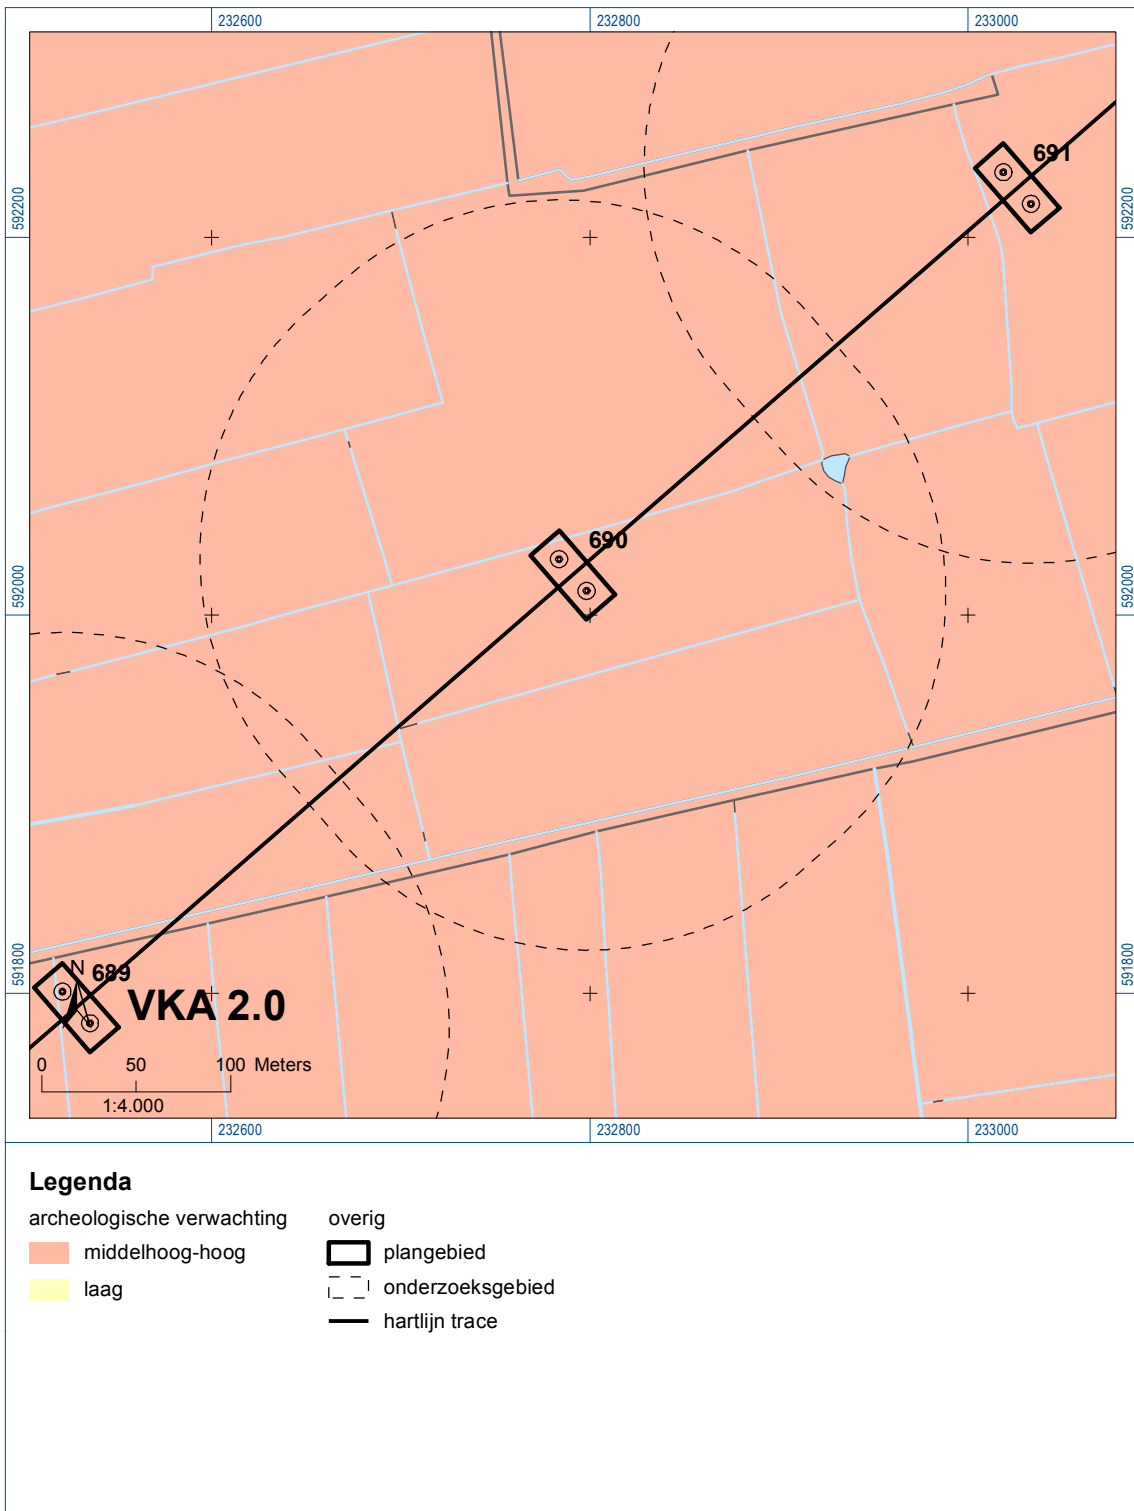 232600 232800 233000
691
592200 592200
690
592000 592000
591800 591800
N 689
VKA 2.0
0 50 100 Meters
1:4.000
232600 232800 233000
Legenda
archeologische verwachting overig
middelhoog-hoog plangebied
laag onderzoeksgebied
hartlijn trace